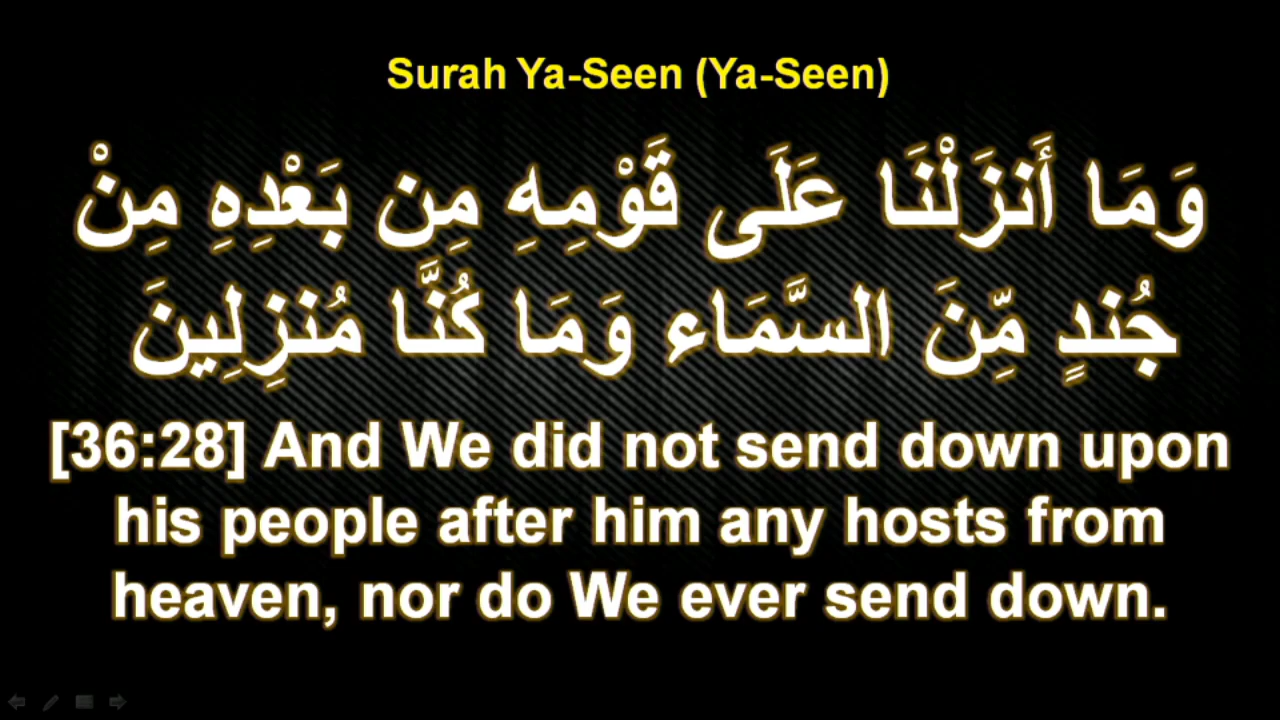 Surah Ya-Seen (Ya-Seen)
وَمَا أَنزَلْنَا عَلَى قَوْمِهِ مِن بَعْدِهِ مِنْ
جُندٍ مِّنَ السَّمَاء وَمَا كُنَّا مُنزِلِينَ
[36:28] And We did not send down upon
his people after him any hosts from
heaven, nor do We ever send down.